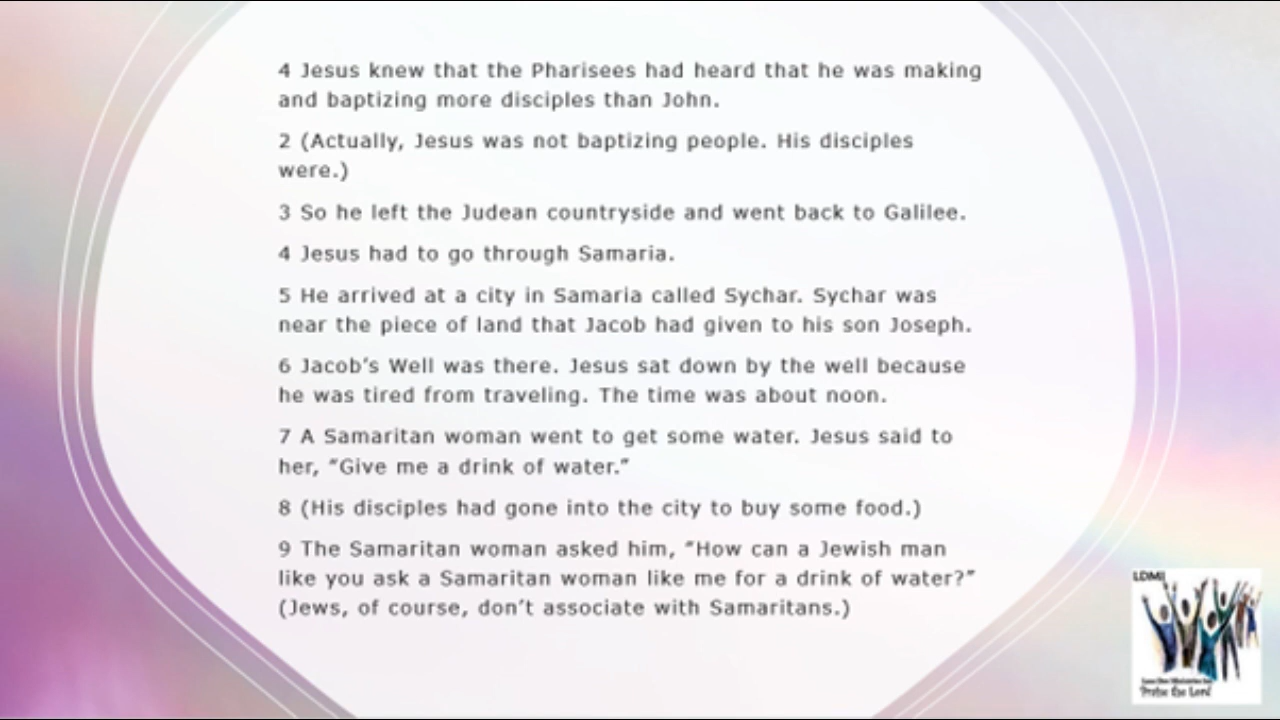 4 Jesus knew that the Pharisees had heard that he was making
and baptizing more disciples than John.
2 (Actually, Jesus was not baptizing people. His disciples
were.)
3 So he left the Judean countryside and went back to Galilee.
4 Jesus had to go through Samaria.
5 He arrived at a city in Samaria called Sychar. Sychar was
near the piece of land that Jacob had given to his son Joseph.
6 Jacob’s Well was there. Jesus sat down by the well because
he was tired from traveling. The time was about noon.
7 A Samaritan woman went to get some water. Jesus said to
her, “Give me a drink of water.”
8 (His disciples had gone into the city to buy some food.)
9 The Samaritan woman asked him, “How can a Jewish man
like you ask a Samaritan woman like me for a drink of water?”
(Jews, of course, don’t associate with Samaritans.)
LDMI
Praise the Lord